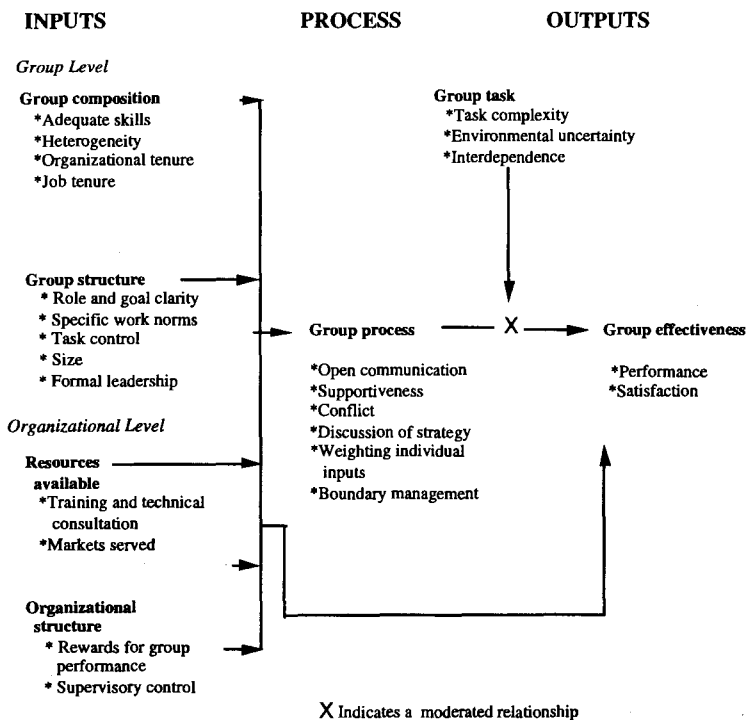 INPUTS
PROCESS
OUTPUTS
Group Level
Group composition
*Adequate skills
*Heterogeneity
*Organizational tenure
*Job tenure
Group task
*Task complexity
*Environmental uncertainty
*Interdependence
Group structure
* Role and goal clarity
* Specific work norms
* Task control
* Size
* Formal leadership
Group process
*Open communication
*Supportiveness
*Conflict
*Discussion of strategy
*Weighting individual
inputs
*Boundary management
X
Group effectiveness
*Performance
*Satisfaction
Organizational Level
Resources
available
*Training and technical
consultation
*Markets served
Organizational
structure
* Rewards for group
performance
* Supervisory control
X Indicates a moderated relationship